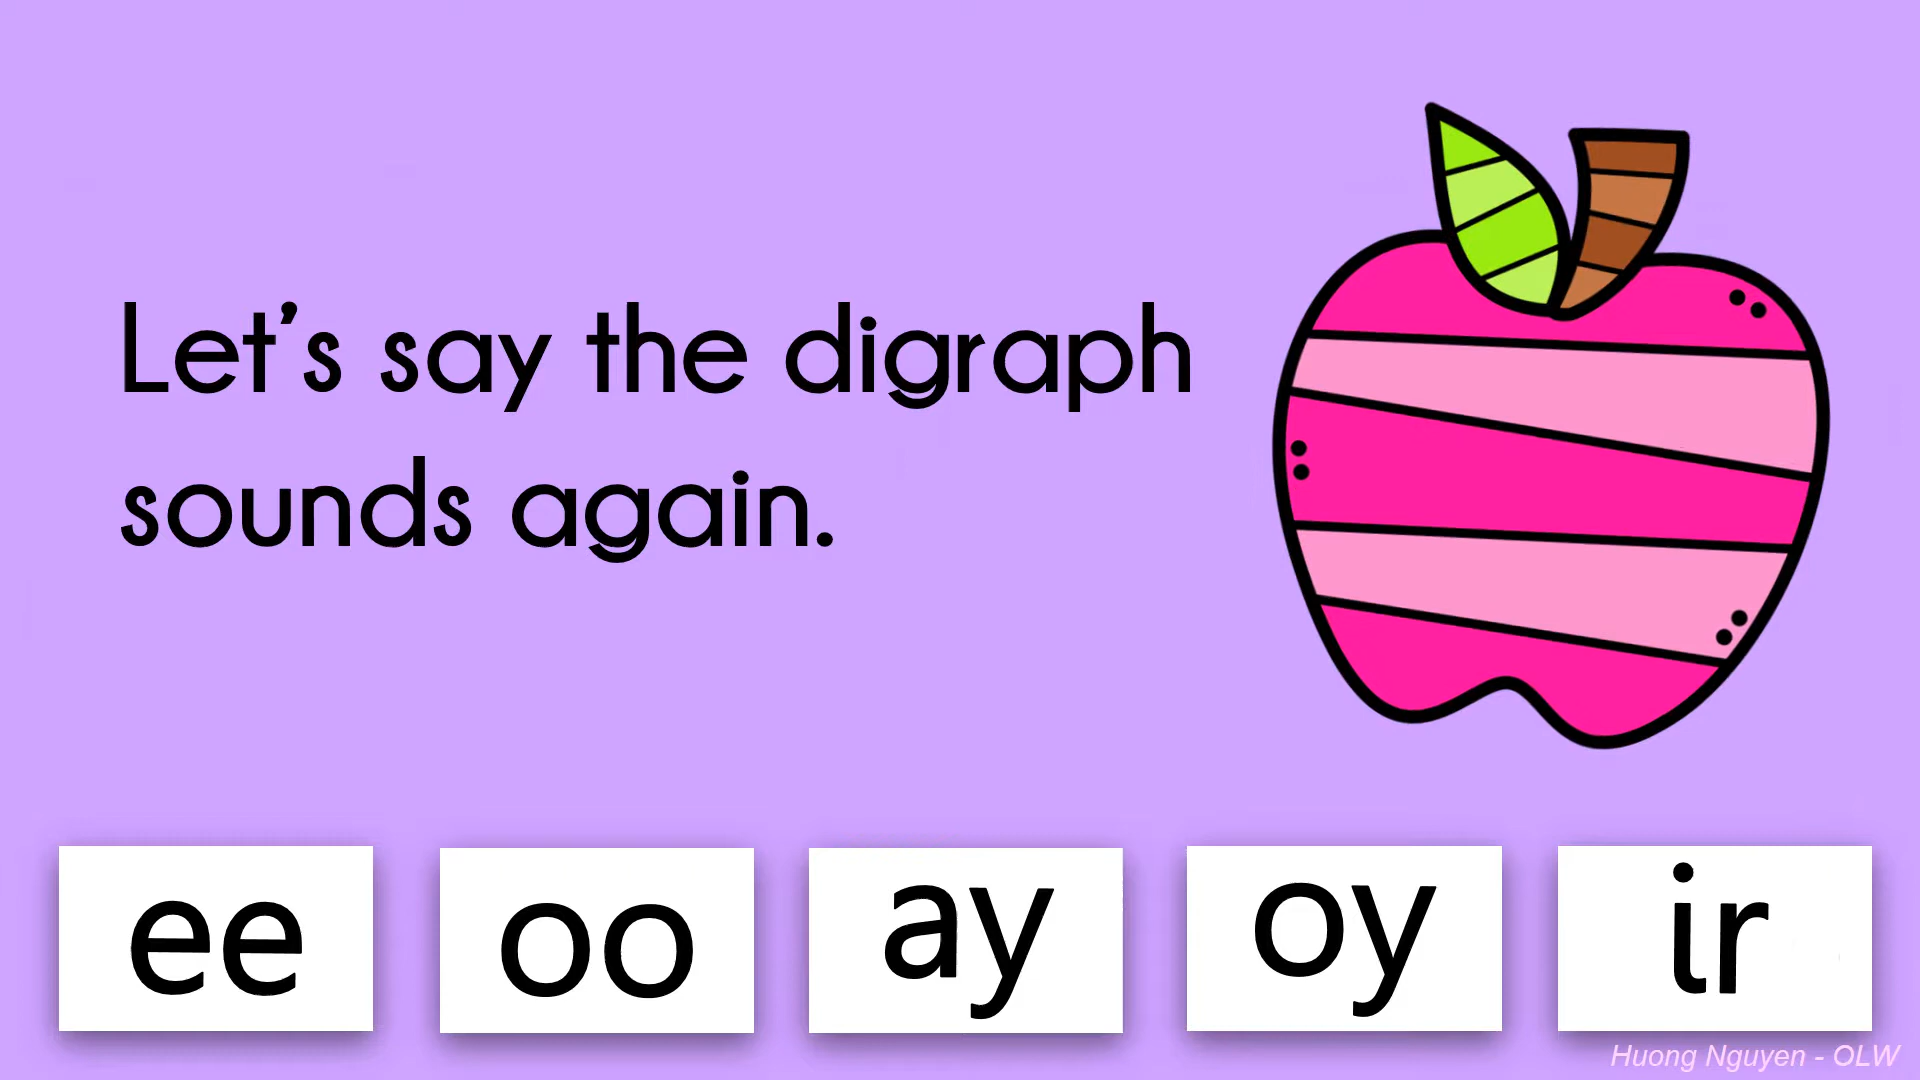 Let’s say the digraph
sounds again.
ee oo ay oy ir
Huong Nguyen - OLW